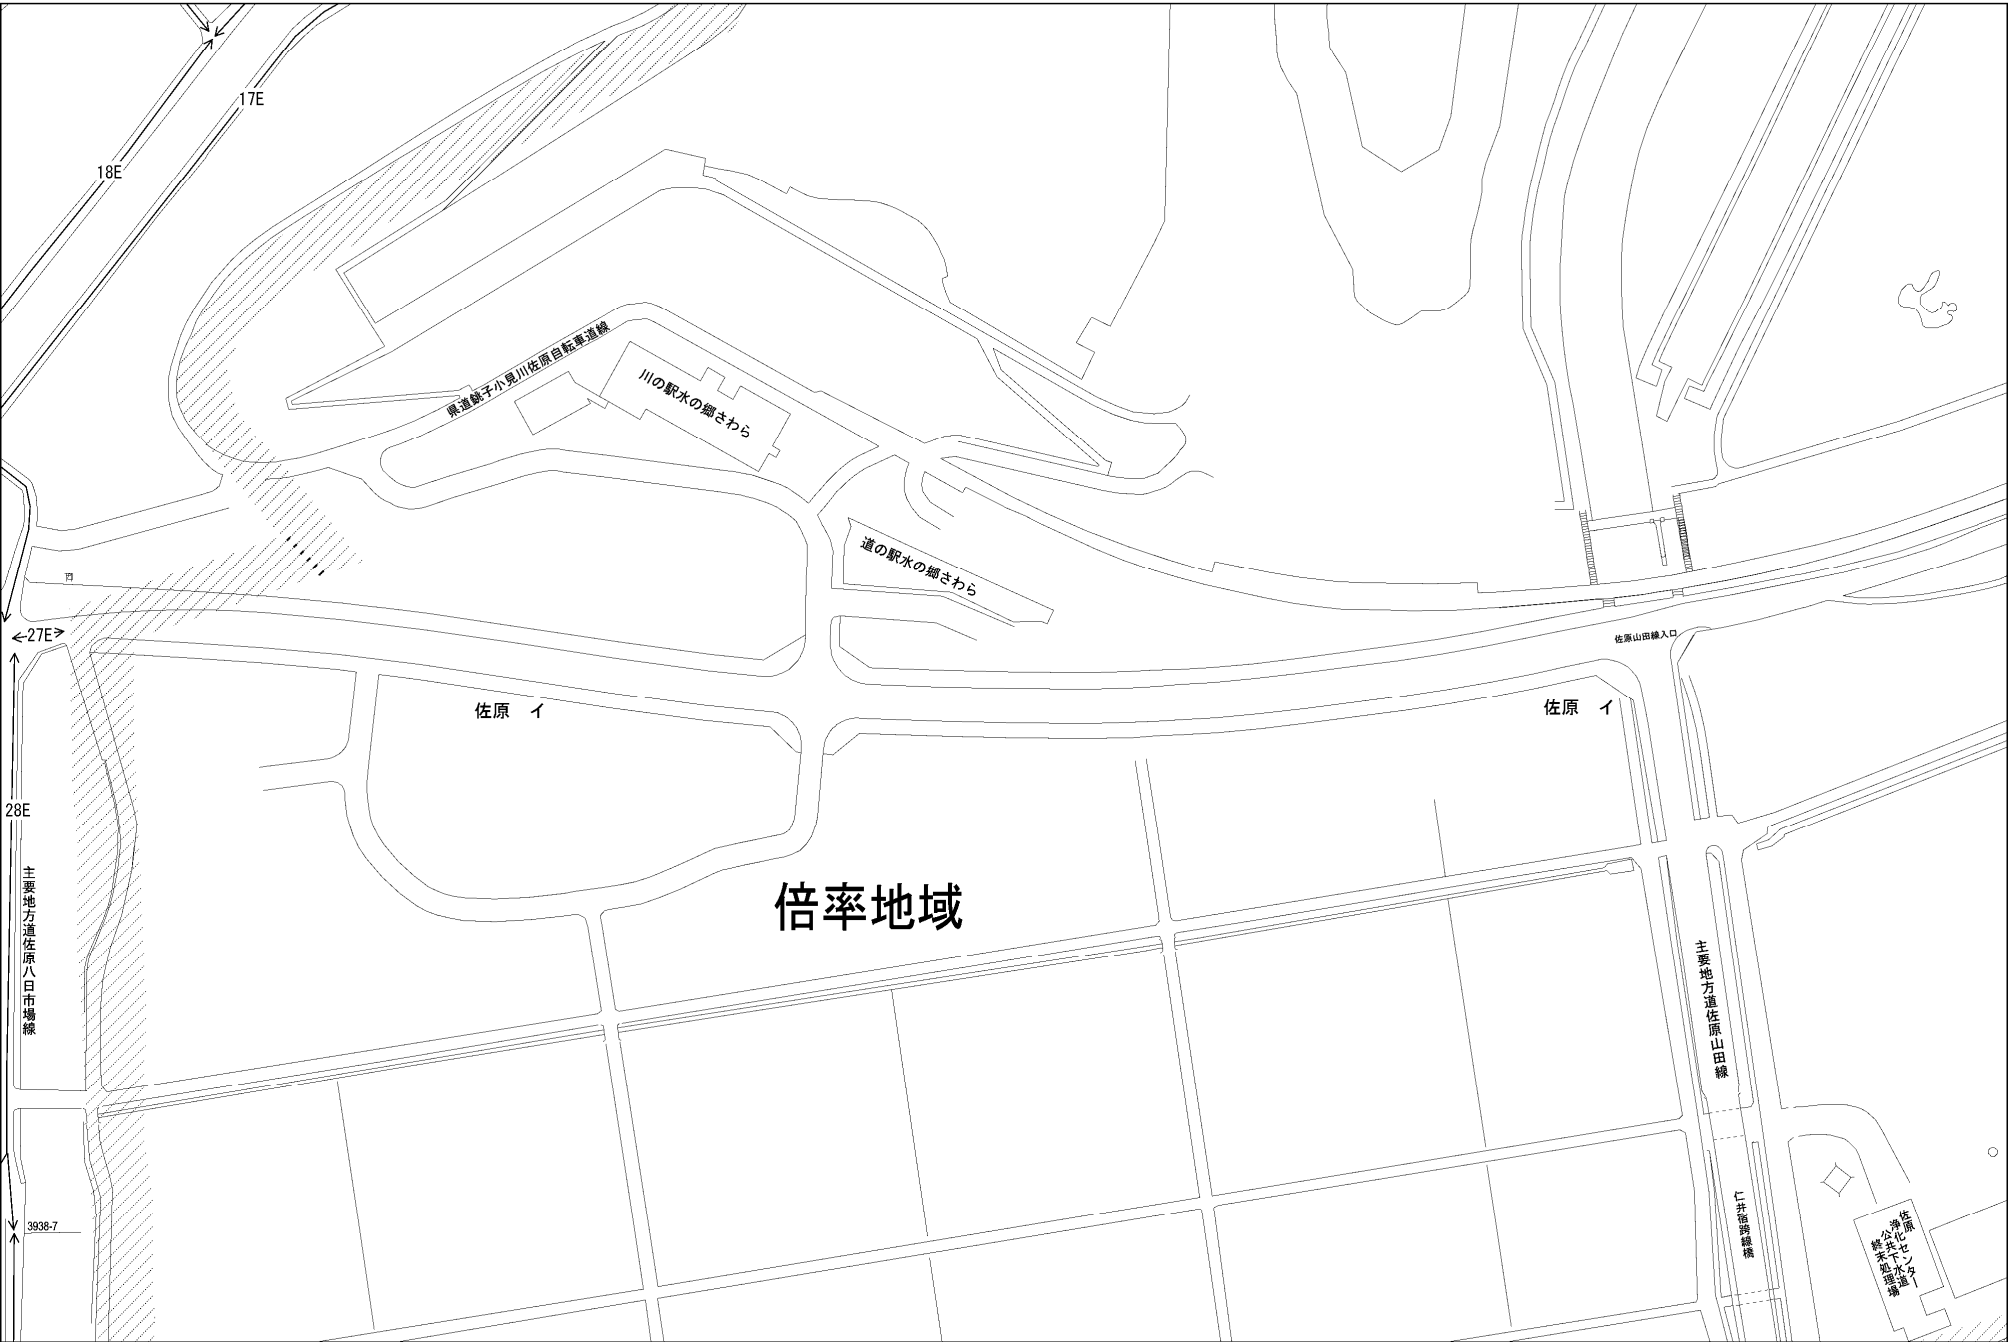 17E
18E
県道銚子小見川佐原自転車道線
川の駅水の郷さわら
道の駅水の郷さわら
27E
佐原山田線入口
佐原　イ
佐原　イ
28E
主要地方道佐原八日市場線
倍率地域
主要地方道佐原山田線
仁井宿跨線橋
3938-7
佐原
浄化センター
公共下水道
終末処理場